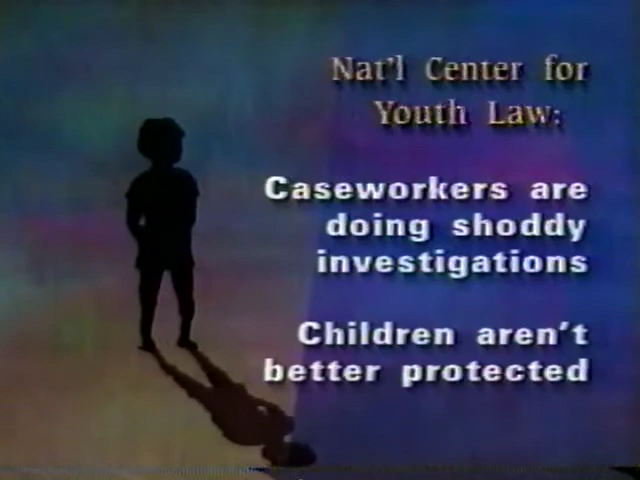 Nat'l Center for
Youth Law:
Caseworkers are
doing shoddy
investigations
Children aren't
better protected